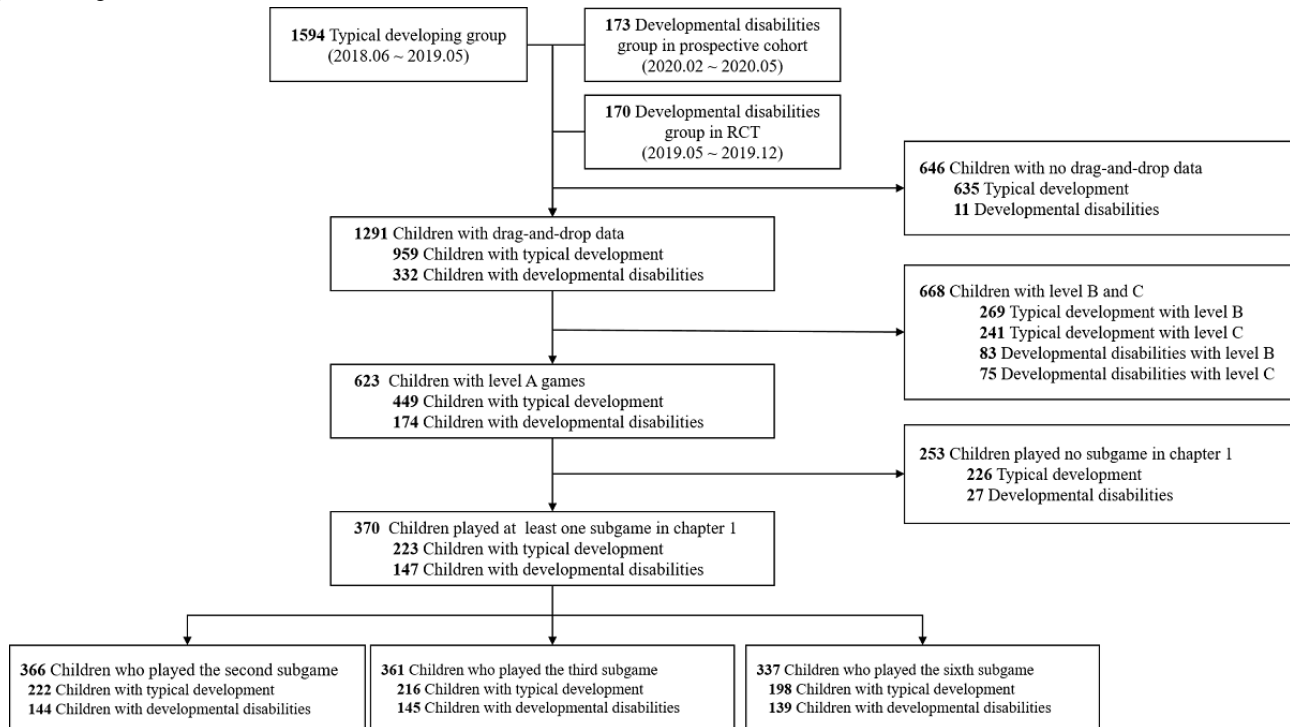 1594 Typical developing group
(2018.06 ~ 2019.05)
173 Developmental disabilities
group in prospective cohort
(2020.02 ~ 2020.05)
170 Developmental disabilities
group in RCT
(2019.05 ~ 2019.12)
646 Children with no drag-and-drop data
635 Typical development
11 Developmental disabilities
1291 Children with drag-and-drop data
959 Children with typical development
332 Children with developmental disabilities
668 Children with level B and C
269 Typical development with level B
241 Typical development with level C
83 Developmental disabilities with level B
75 Developmental disabilities with level C
623 Children with level A games
449 Children with typical development
174 Children with developmental disabilities
253 Children played no subgame in chapter 1
226 Typical development
27 Developmental disabilities
370 Children played at least one subgame in chapter 1
223 Children with typical development
147 Children with developmental disabilities
366 Children who played the second subgame
222 Children with typical development
144 Children with developmental disabilities
361 Children who played the third subgame
216 Children with typical development
145 Children with developmental disabilities
337 Children who played the sixth subgame
198 Children with typical development
139 Children with developmental disabilities